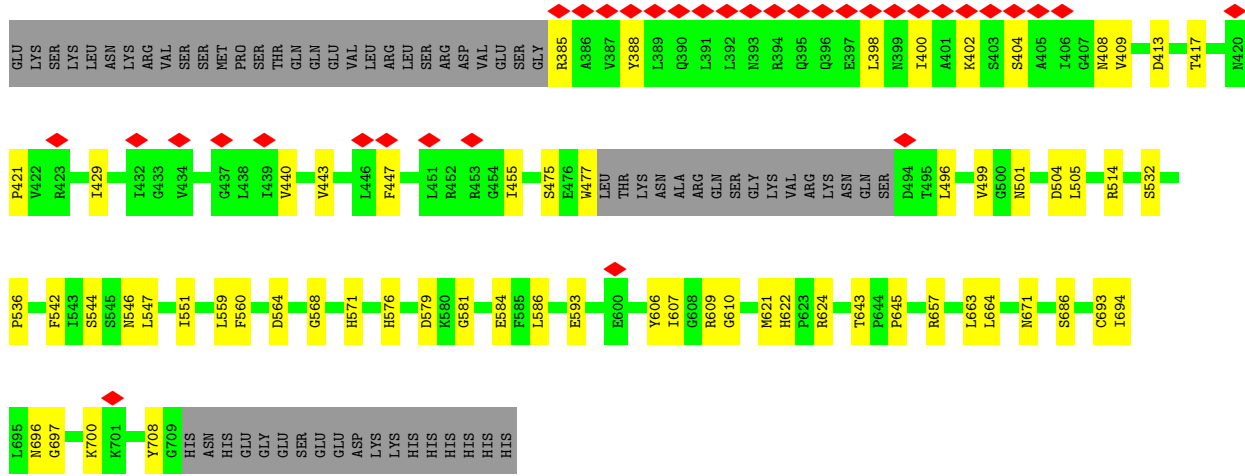 GLU LYS SER LYS LEU ASN LYS ARG VAL SER SER MET PRO SER THR GLN GLN GLU VAL LEU ARG LEU SER ARG ASP VAL GLU SER GLY R385 A386 V387 Y388 L389 Q390 L391 L392 N393 R394 Q395 Q396 E397 L398 N399 I400 A401 K402 S403 S404 A405 I406 G407 N408 V409 D413 T417 N420
P421 V422 R423 I429 I432 G433 V434 G437 L438 I439 V440 V443 L446 F447 L451 R452 R453 G454 I455 S475 E476 W477 LEU THR LYS ASN ALA ARG GLN SER GLY LYS VAL ARG LYS ASN GLN SER D494 T495 L496 V499 G500 N501 D504 L505 R514 S532
P536 F542 I543 S544 S545 N546 L547 I551 L559 F560 D564 G568 H571 H576 D579 K580 G581 E584 F585 L586 E593 E600 Y606 I607 G608 R609 G610 M621 H622 P623 R624 T643 P644 P645 R657 L663 L664 N671 S686 C693 I694
L695 N696 G697 K700 K701 Y708 G709 HIS ASN HIS GLU GLY GLU SER GLU GLU ASP LYS LYS HIS HIS HIS HIS HIS HIS HIS HIS